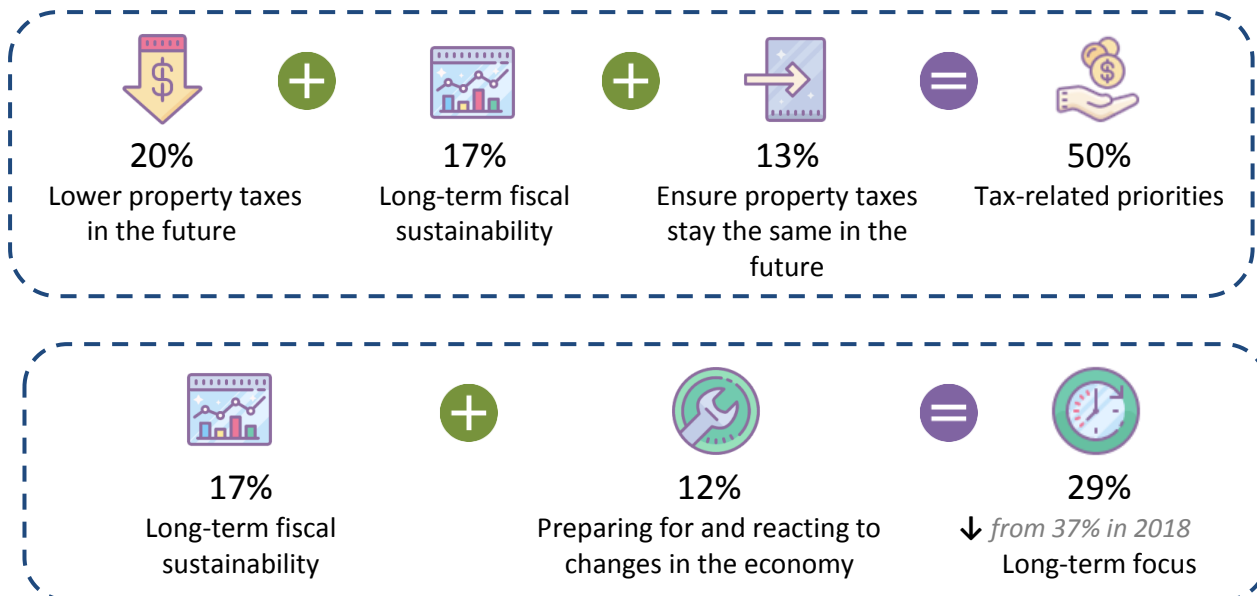 20%
Lower property taxes
in the future
17%
Long-term fiscal
sustainability
13%
Ensure property taxes
stay the same in the
future
50%
Tax-related priorities
17%
Long-term fiscal
sustainability
12%
Preparing for and reacting to
changes in the economy
29%
↓ from 37% in 2018
Long-term focus